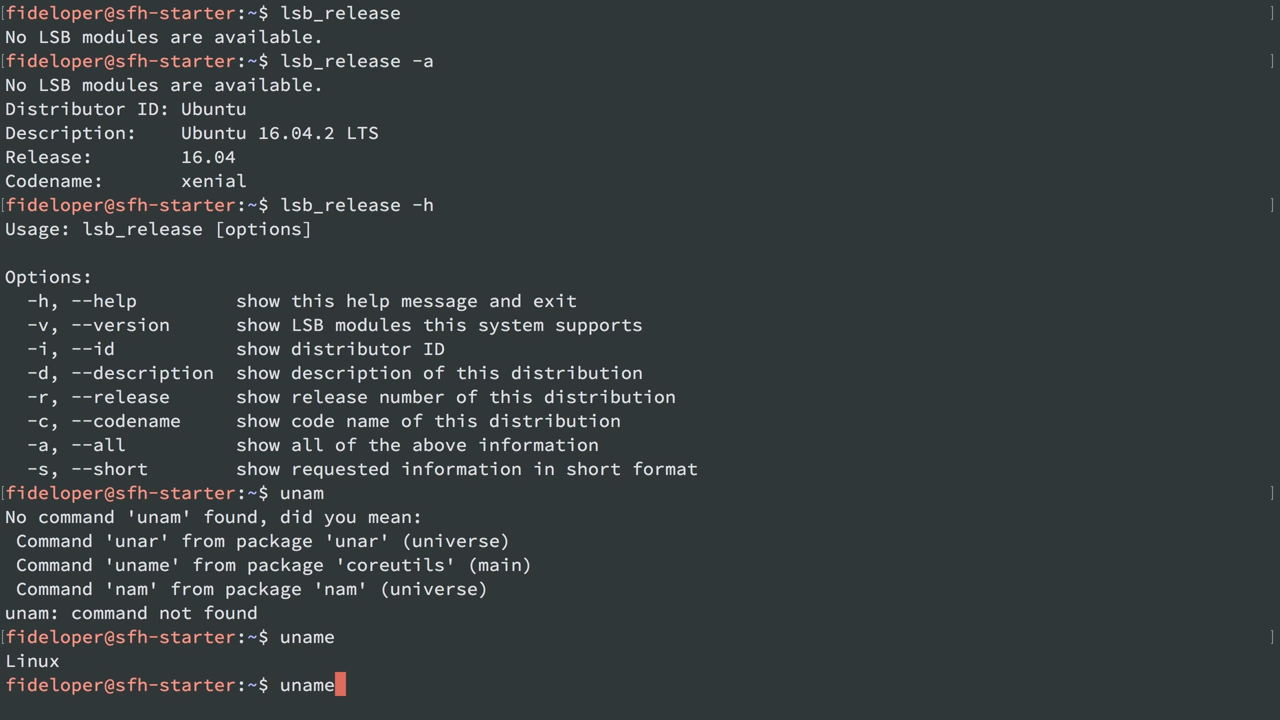 [fideloper@sfh-starter:~$ lsb_release ]
No LSB modules are available.
[fideloper@sfh-starter:~$ lsb_release -a ]
No LSB modules are available.
Distributor ID: Ubuntu
Description:    Ubuntu 16.04.2 LTS
Release:        16.04
Codename:       xenial
[fideloper@sfh-starter:~$ lsb_release -h ]
Usage: lsb_release [options]

Options:
  -h, --help         show this help message and exit
  -v, --version      show LSB modules this system supports
  -i, --id           show distributor ID
  -d, --description  show description of this distribution
  -r, --release      show release number of this distribution
  -c, --codename     show code name of this distribution
  -a, --all          show all of the above information
  -s, --short        show requested information in short format
[fideloper@sfh-starter:~$ unam ]
No command 'unam' found, did you mean:
 Command 'unar' from package 'unar' (universe)
 Command 'uname' from package 'coreutils' (main)
 Command 'nam' from package 'nam' (universe)
unam: command not found
[fideloper@sfh-starter:~$ uname ]
Linux
fideloper@sfh-starter:~$ uname